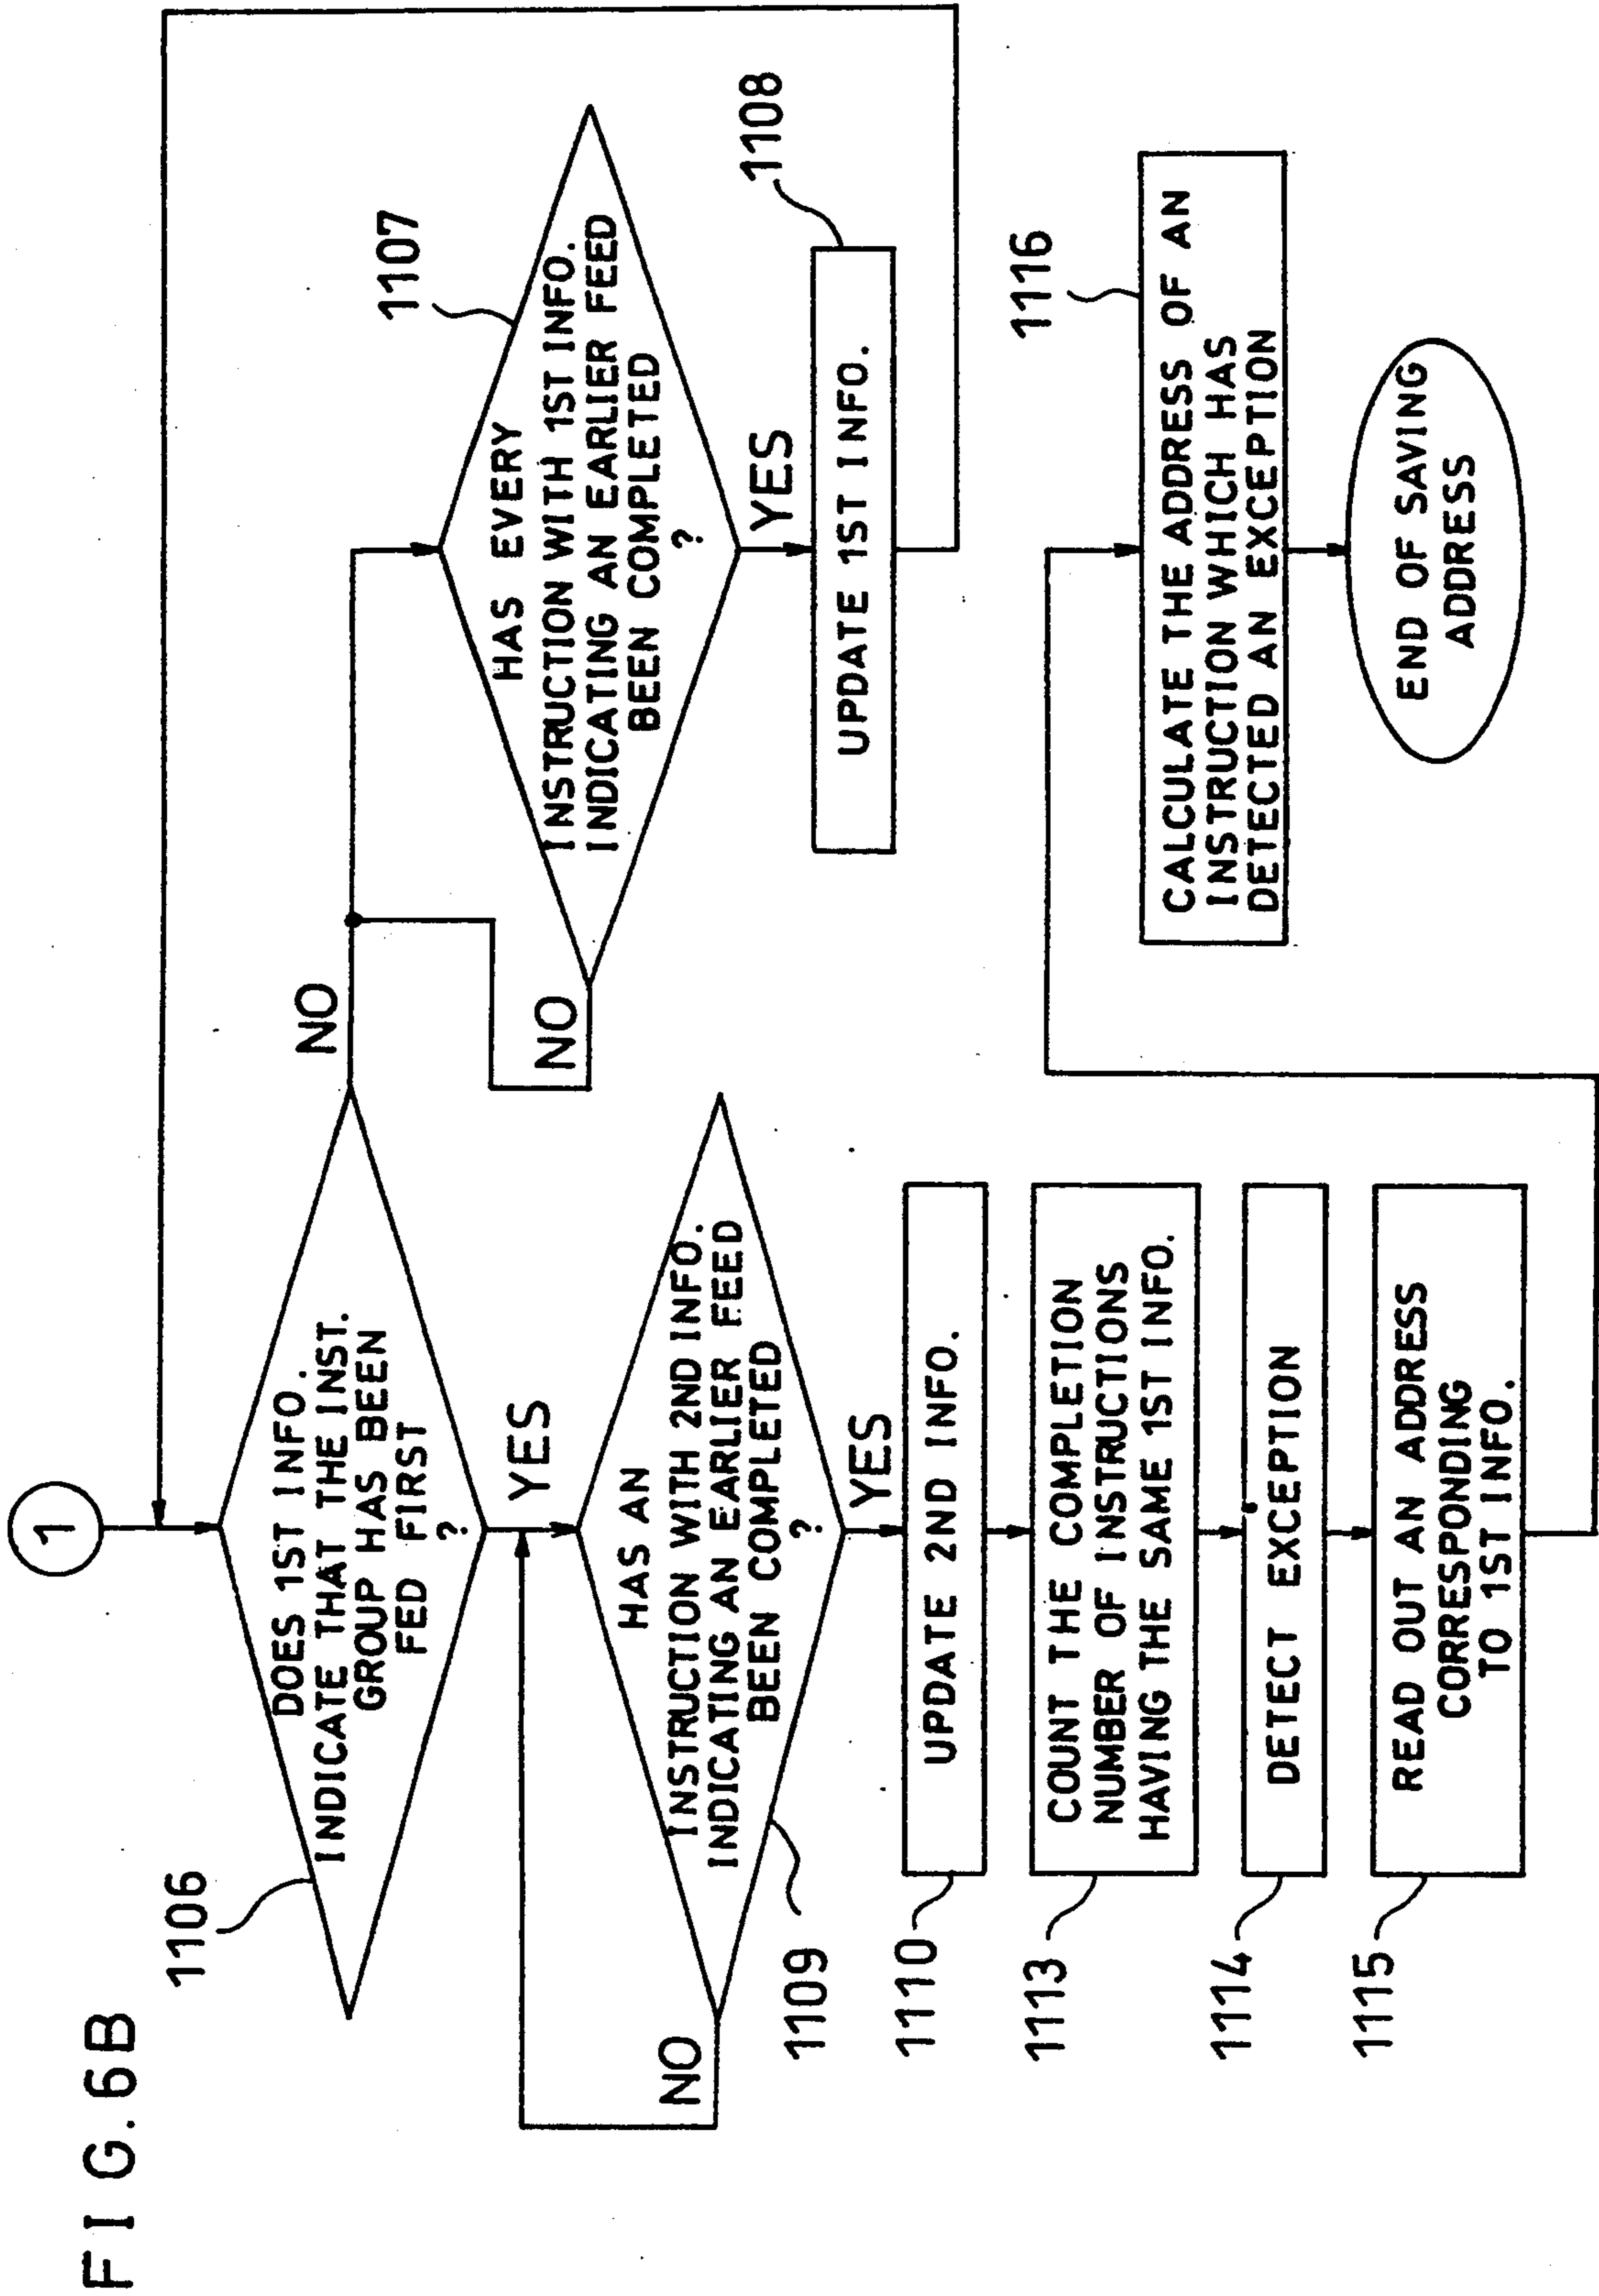 FIG.6B
1
1106
DOES 1ST INFO.
INDICATE THAT THE INST.
GROUP HAS BEEN
FED FIRST
?
NO
YES
1107
HAS EVERY
INSTRUCTION WITH 1ST INFO.
INDICATING AN EARLIER FEED
BEEN COMPLETED
?
NO
YES
1108
UPDATE 1ST INFO.
1109
HAS AN
INSTRUCTION WITH 2ND INFO.
INDICATING AN EARLIER FEED
BEEN COMPLETED
?
NO
YES
1110
UPDATE 2ND INFO.
1113
COUNT THE COMPLETION
NUMBER OF INSTRUCTIONS
HAVING THE SAME 1ST INFO.
1114
DETECT EXCEPTION
1115
READ OUT AN ADDRESS
CORRESPONDING
TO 1ST INFO.
1116
CALCULATE THE ADDRESS OF AN
INSTRUCTION WHICH HAS
DETECTED AN EXCEPTION
END OF SAVING
ADDRESS